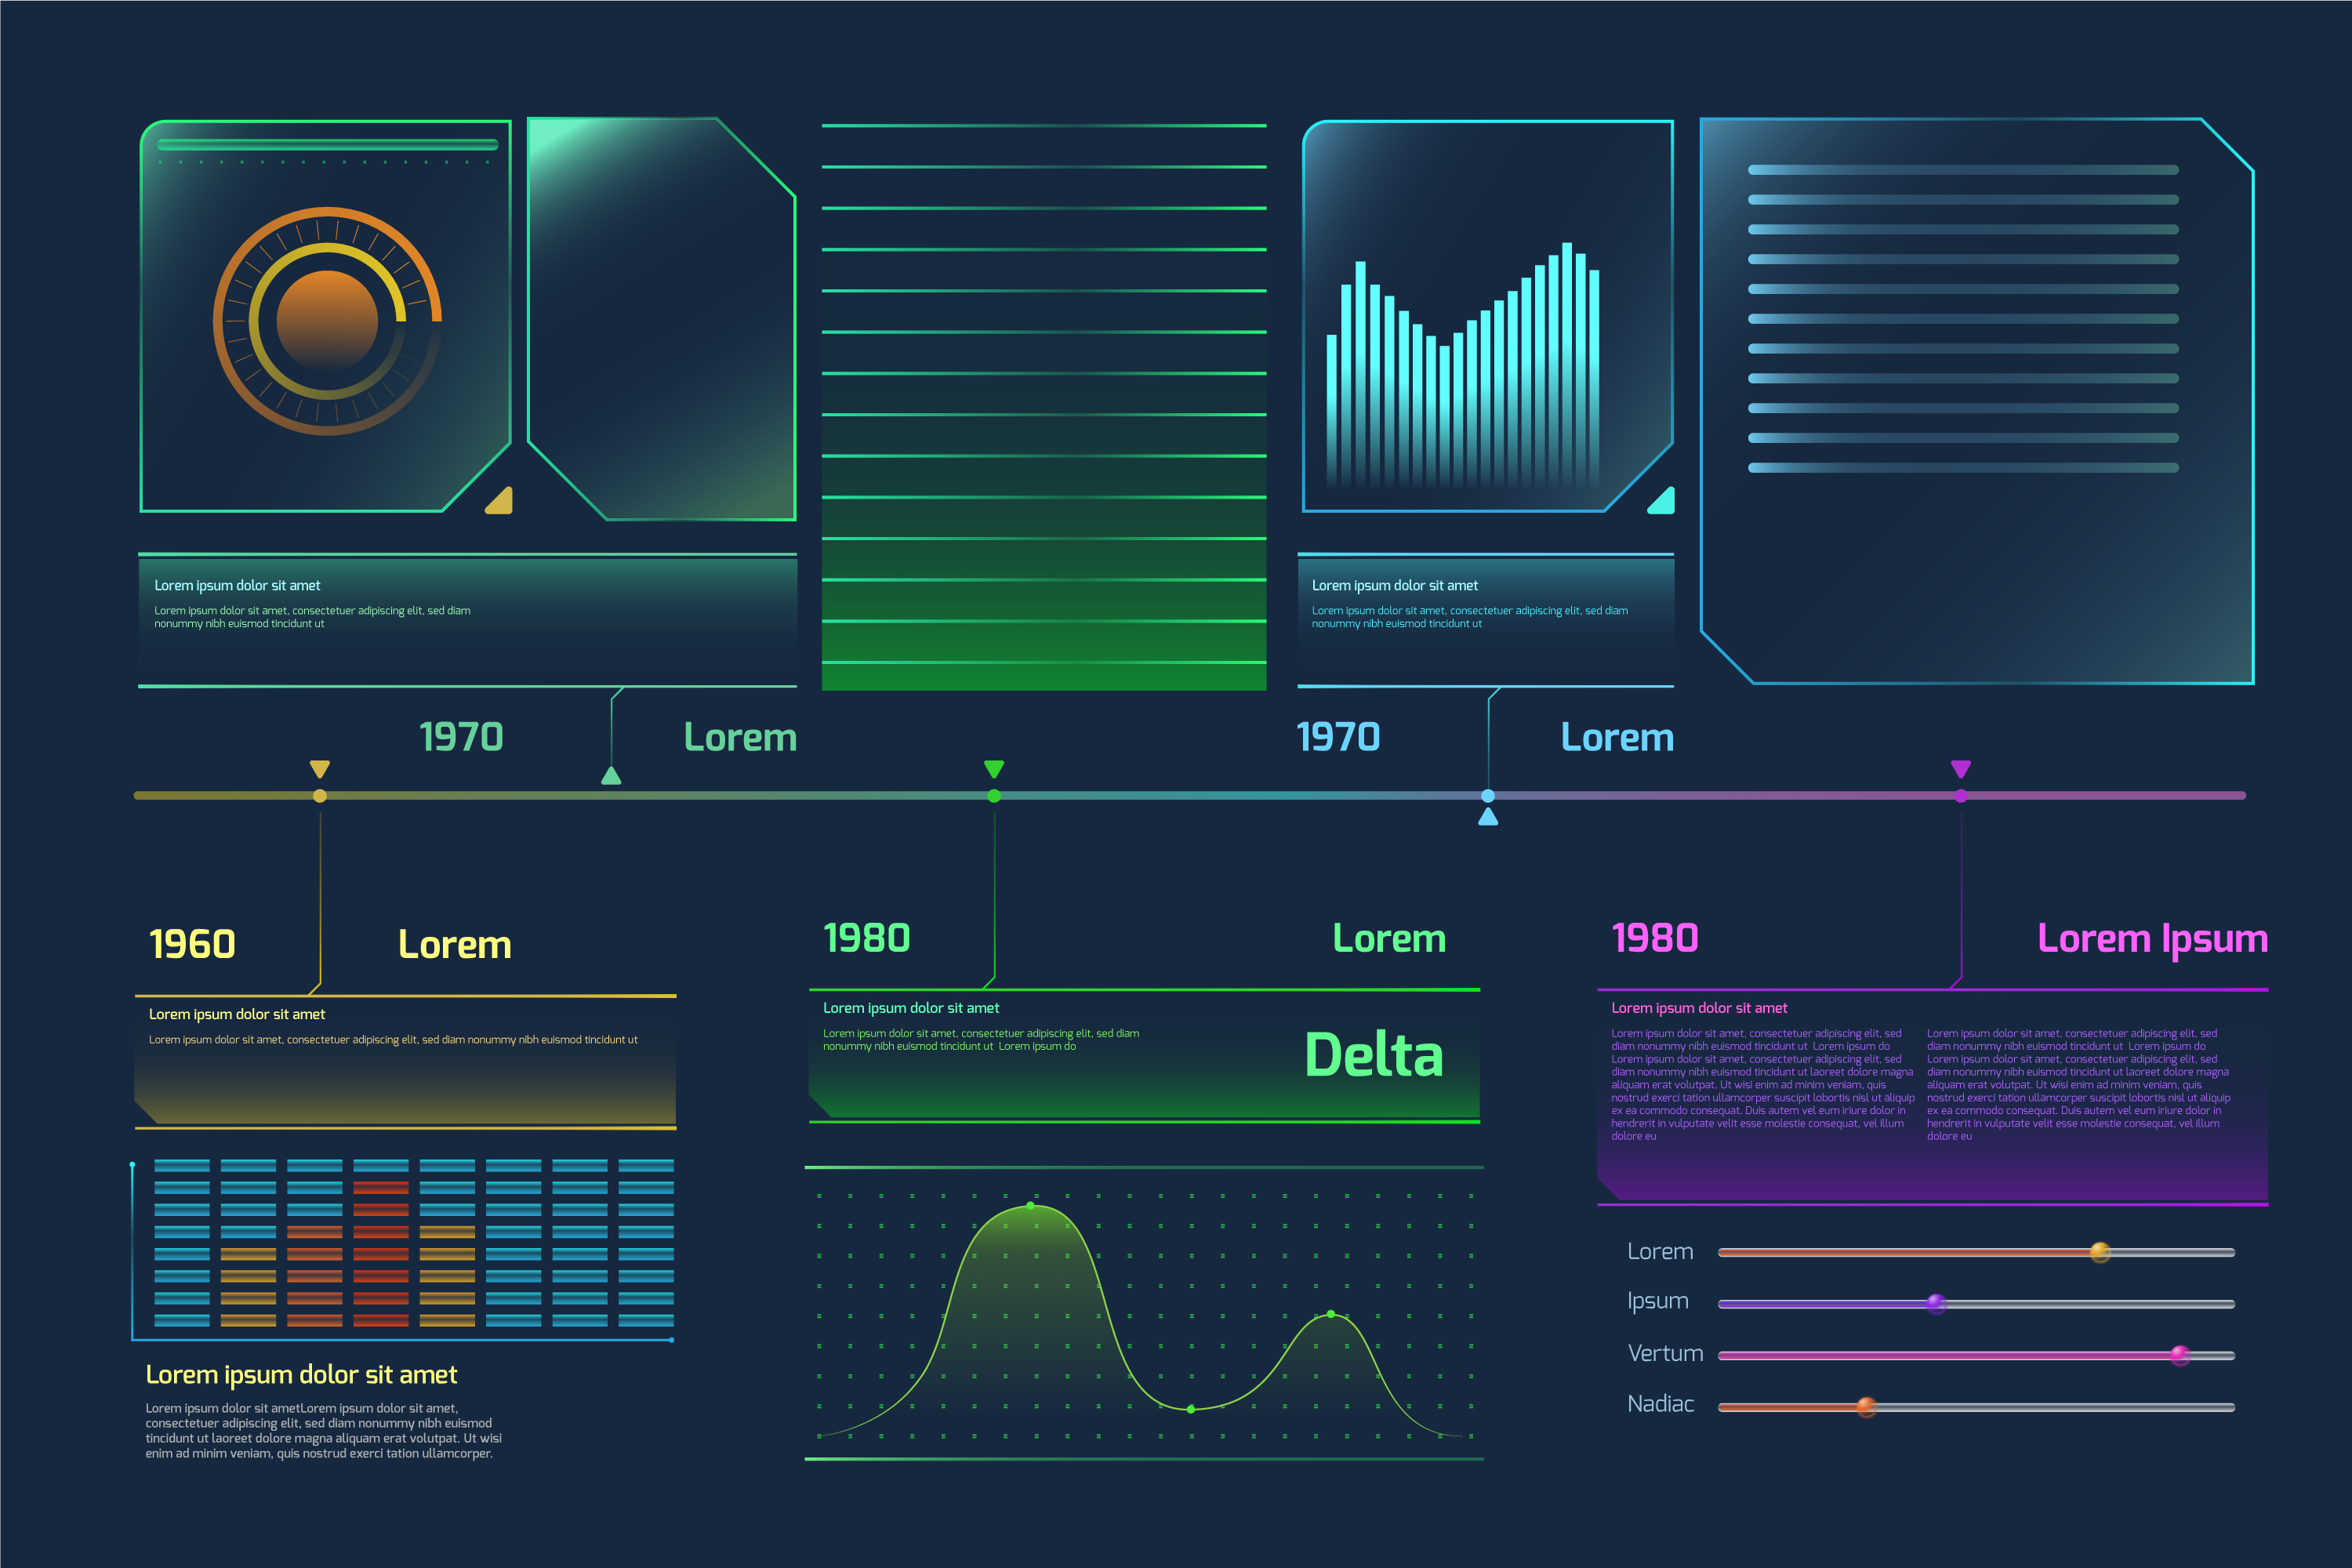 Lorem ipsum dolor sit amet
Lorem ipsum dolor sit amet, consectetuer adipiscing elit, sed diam
nonummy nibh euismod tincidunt ut
Lorem ipsum dolor sit amet
Lorem ipsum dolor sit amet, consectetuer adipiscing elit, sed diam
nonummy nibh euismod tincidunt ut
1970
Lorem
1970
Lorem
1960
Lorem
Lorem ipsum dolor sit amet
Lorem ipsum dolor sit amet, consectetuer adipiscing elit, sed diam nonummy nibh euismod tincidunt ut
1980
Lorem
Lorem ipsum dolor sit amet
Lorem ipsum dolor sit amet, consectetuer adipiscing elit, sed diam
nonummy nibh euismod tincidunt ut Lorem ipsum do
Delta
1980
Lorem Ipsum
Lorem ipsum dolor sit amet
Lorem ipsum dolor sit amet, consectetuer adipiscing elit, sed
diam nonummy nibh euismod tincidunt ut Lorem ipsum do
Lorem ipsum dolor sit amet, consectetuer adipiscing elit, sed
diam nonummy nibh euismod tincidunt ut laoreet dolore magna
aliquam erat volutpat. Ut wisi enim ad minim veniam, quis
nostrud exerci tation ullamcorper suscipit lobortis nisl ut aliquip
ex ea commodo consequat. Duis autem vel eum iriure dolor in
hendrerit in vulputate velit esse molestie consequat, vel illum
dolore eu
Lorem ipsum dolor sit amet, consectetuer adipiscing elit, sed
diam nonummy nibh euismod tincidunt ut Lorem ipsum do
Lorem ipsum dolor sit amet, consectetuer adipiscing elit, sed
diam nonummy nibh euismod tincidunt ut laoreet dolore magna
aliquam erat volutpat. Ut wisi enim ad minim veniam, quis
nostrud exerci tation ullamcorper suscipit lobortis nisl ut aliquip
ex ea commodo consequat. Duis autem vel eum iriure dolor in
hendrerit in vulputate velit esse molestie consequat, vel illum
dolore eu
Lorem ipsum dolor sit amet
Lorem ipsum dolor sit ametLorem ipsum dolor sit amet,
consectetuer adipiscing elit, sed diam nonummy nibh euismod
tincidunt ut laoreet dolore magna aliquam erat volutpat. Ut wisi
enim ad minim veniam, quis nostrud exerci tation ullamcorper.
Lorem
Ipsum
Vertum
Nadiac